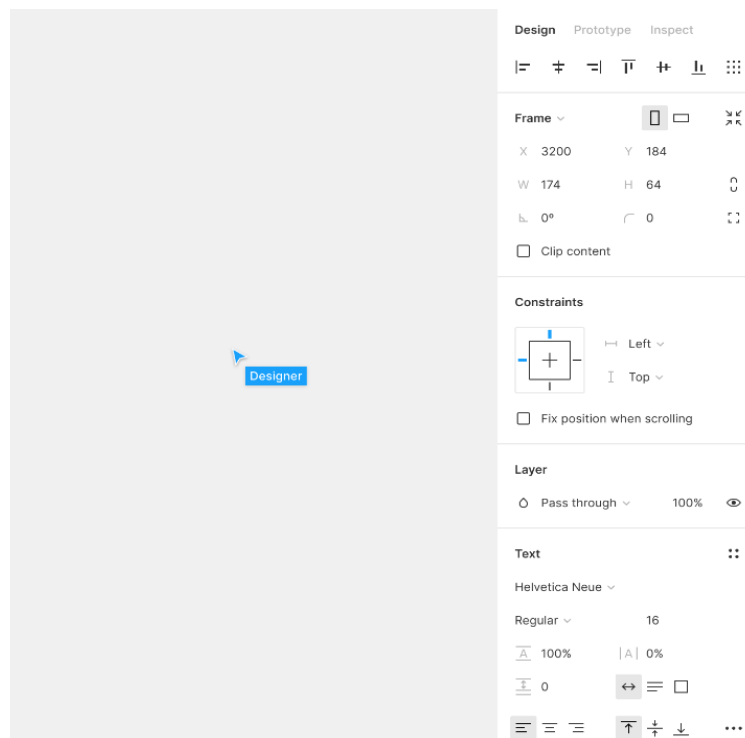 Design Prototype Inspect
Frame
X 3200 Y 184
W 174 H 64
0° 0
Clip content
Constraints
Left
Designer
Top
Fix position when scrolling
Layer
Pass through 100%
Text
Helvetica Neue
Regular 16
A 100% |A| 0%
0